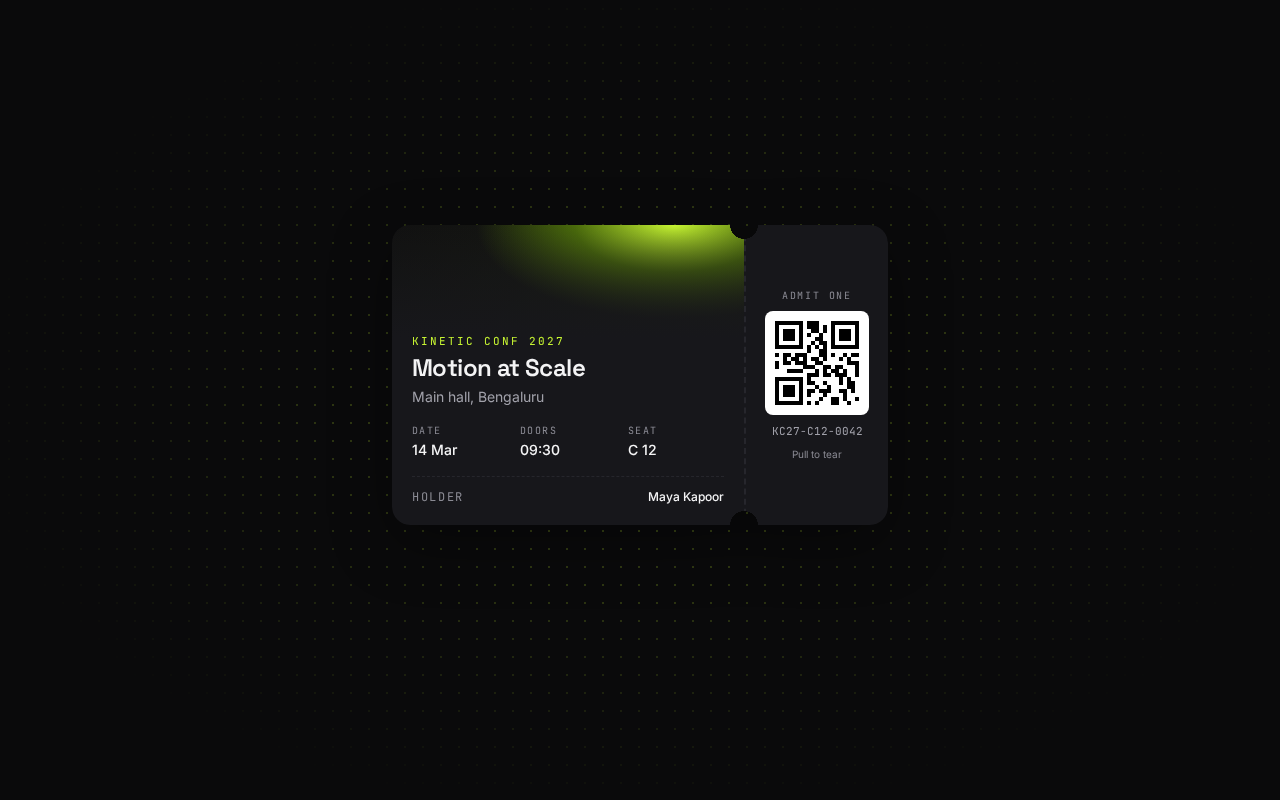 KINETIC CONF 2027
Motion at Scale
Main hall, Bengaluru
DATE DOORS SEAT
14 Mar 09:30 C 12
HOLDER Maya Kapoor
ADMIT ONE
KC27-C12-0042
Pull to tear